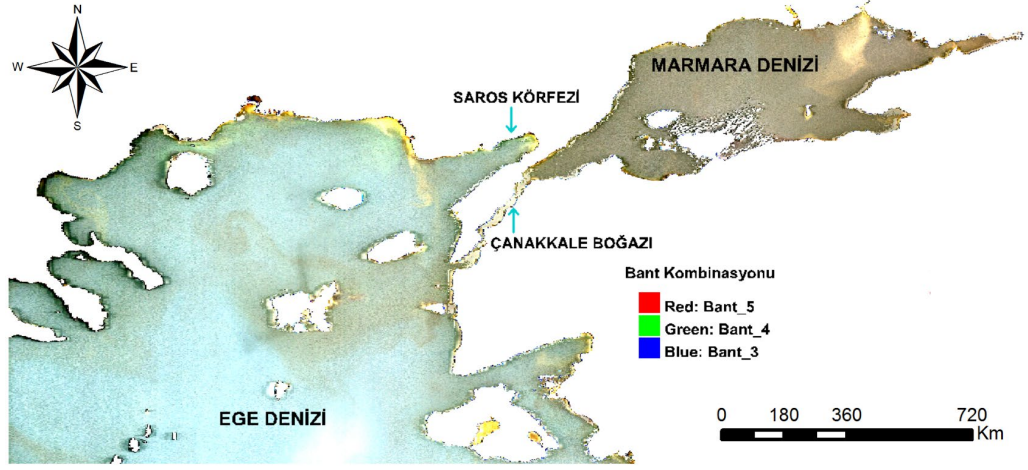 N
W E
S
MARMARA DENİZİ
SAROS KÖRFEZİ
ÇANAKKALE BOĞAZI
Bant Kombinasyonu
Red: Bant_5
Green: Bant_4
Blue: Bant_3
EGE DENİZİ
0 180 360 720
Km